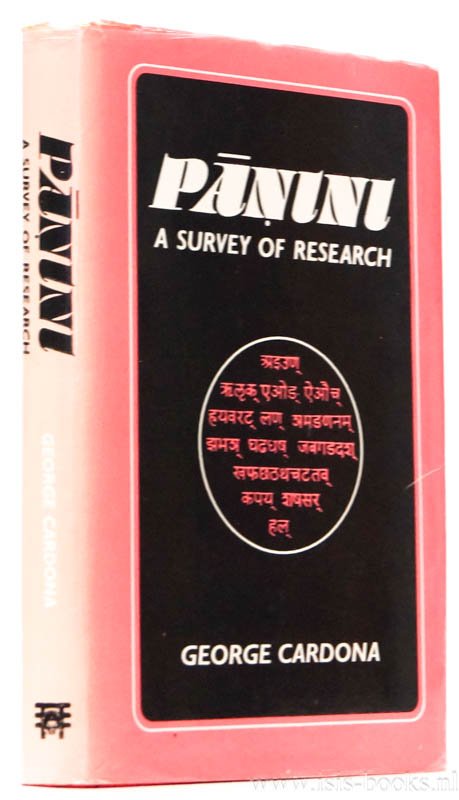 PĀṆINI
A SURVEY OF RESEARCH
GEORGE CARDONA
PĀṆINI
A SURVEY OF RESEARCH
अइउण्
ऋलृक् एओङ् ऐऔच्
हयवरट् लण् ञमङणनम्
झभञ् घढधष् जबगडदश्
खफछठथचटतव्
कपय् शषसर्
हल्
GEORGE CARDONA
www.isis-books.nl